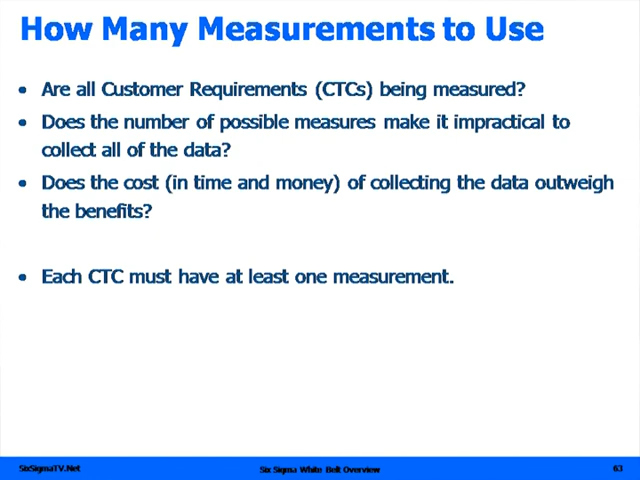 How Many Measurements to Use
• Are all Customer Requirements (CTCs) being measured?
• Does the number of possible measures make it impractical to
collect all of the data?
• Does the cost (in time and money) of collecting the data outweigh
the benefits?
• Each CTC must have at least one measurement.
SixSigmaTV.Net
Six Sigma White Belt Overview
63